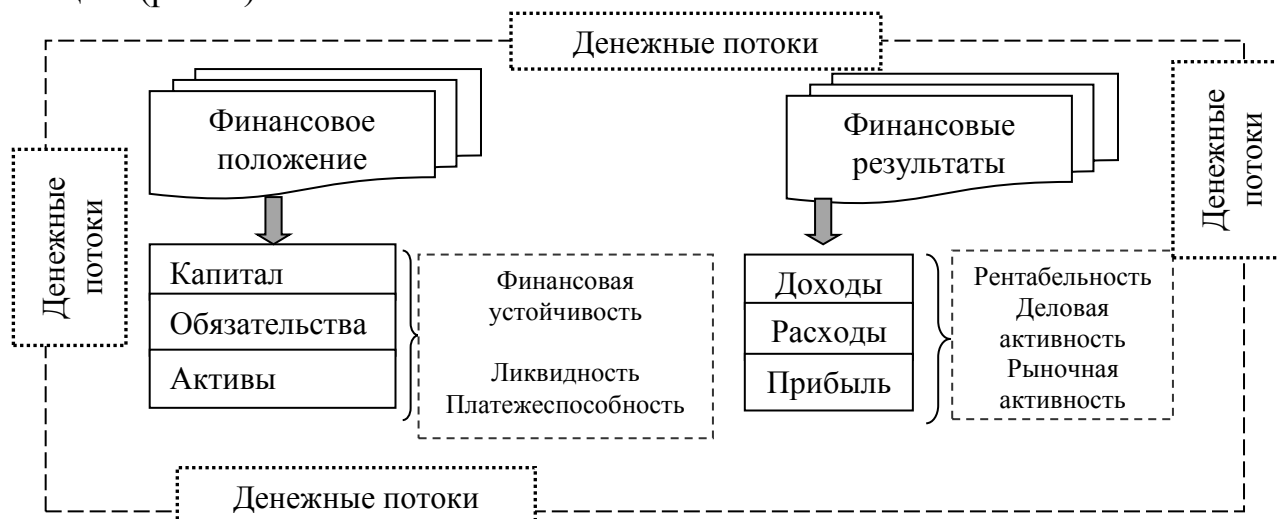 Денежные потоки
Финансовое
положение
Финансовые
результаты
Денежные
потоки
Денежные
потоки
Капитал
Обязательства
Активы
Финансовая
устойчивость
Ликвидность
Платежеспособность
Доходы
Расходы
Прибыль
Рентабельность
Деловая
активность
Рыночная
активность
Денежные потоки